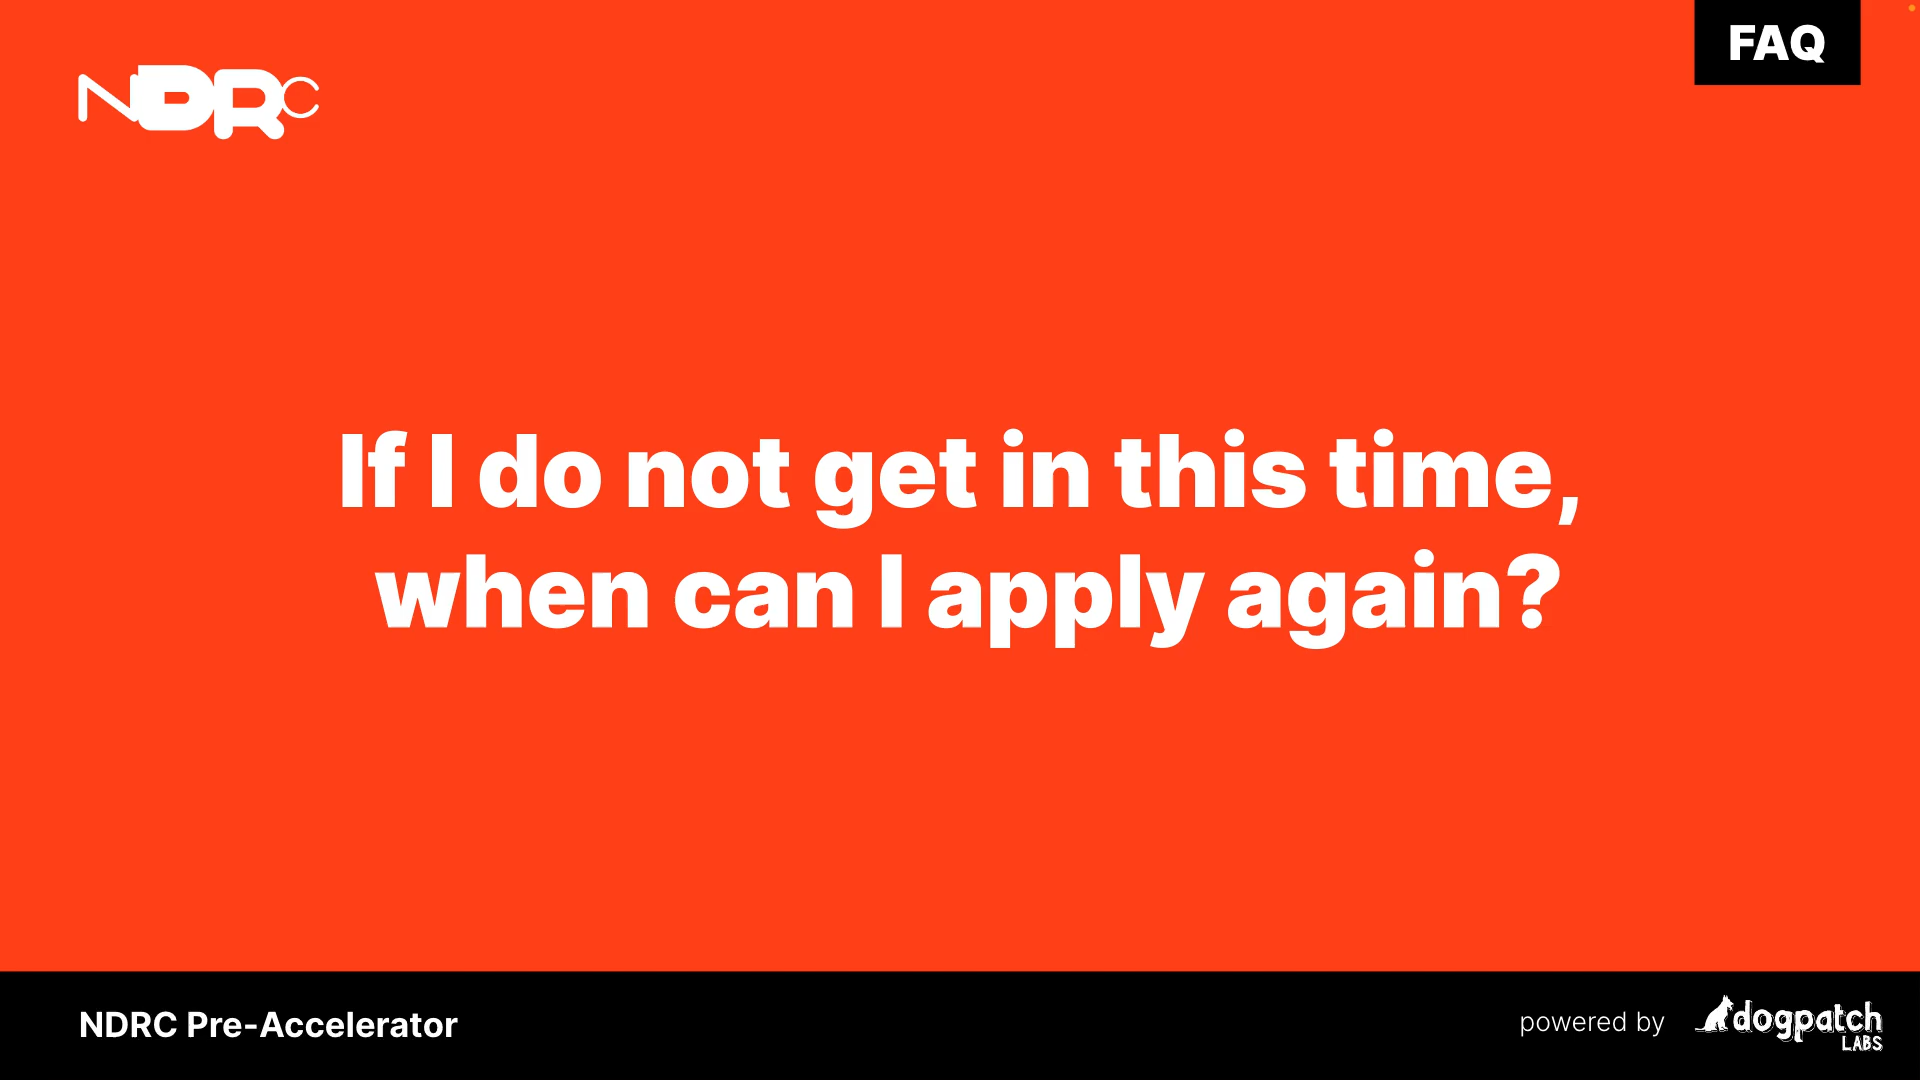 FAQ
NDRC
If I do not get in this time,
when can I apply again?
NDRC Pre-Accelerator
powered by
dogpatch
LABS